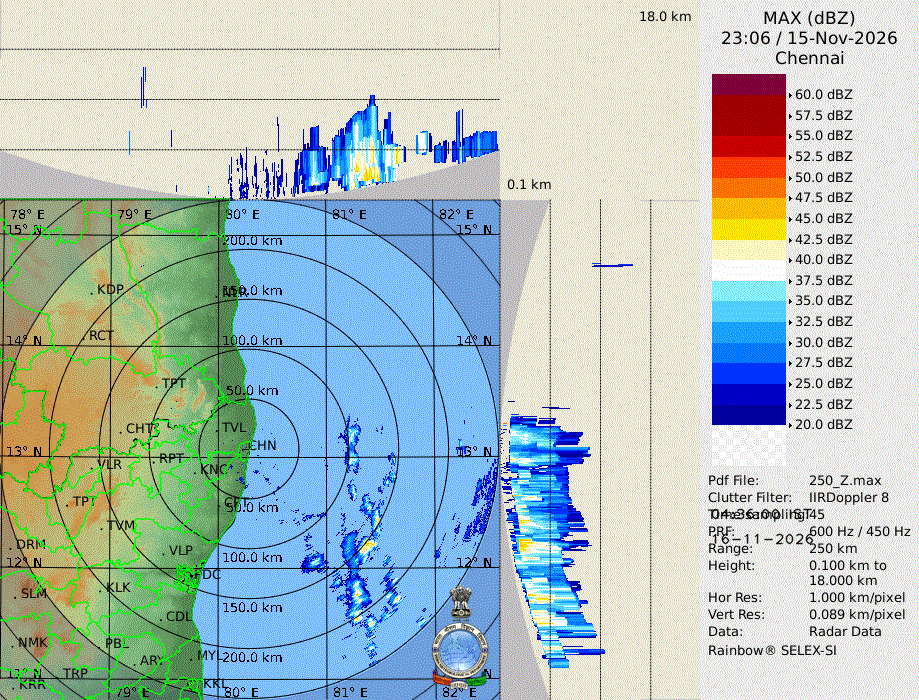 18.0 km
0.1 km
MAX (dBZ)
23:06 / 15-Nov-2026
Chennai
60.0 dBZ
57.5 dBZ
55.0 dBZ
52.5 dBZ
50.0 dBZ
47.5 dBZ
45.0 dBZ
42.5 dBZ
40.0 dBZ
37.5 dBZ
35.0 dBZ
32.5 dBZ
30.0 dBZ
27.5 dBZ
25.0 dBZ
22.5 dBZ
20.0 dBZ
Pdf File: 250_Z.max
Clutter Filter: IIRDoppler 8
Time sampling: 45
04:36:00 IST
PRF: 600 Hz / 450 Hz
16-11-2026
Range: 250 km
Height: 0.100 km to
18.000 km
Hor Res: 1.000 km/pixel
Vert Res: 0.089 km/pixel
Data: Radar Data
Rainbow® SELEX-SI
78° E 79° E 80° E 81° E 82° E
15° N 15° N
200.0 km
KDP NLR 150.0 km
RCT 14° N 14° N
100.0 km
TPT
50.0 km
CHT TVL
CHN
13° N 13° N
VLR RPT KNC
TPT 50.0 km
TVM
DRM VLP 100.0 km
12° N 12° N
PDC
SLM KLK 150.0 km
CDL
NMK PBL
ARY MYL 200.0 km
TRP
KRR KKL
79° E 80° E 81° E 82° E